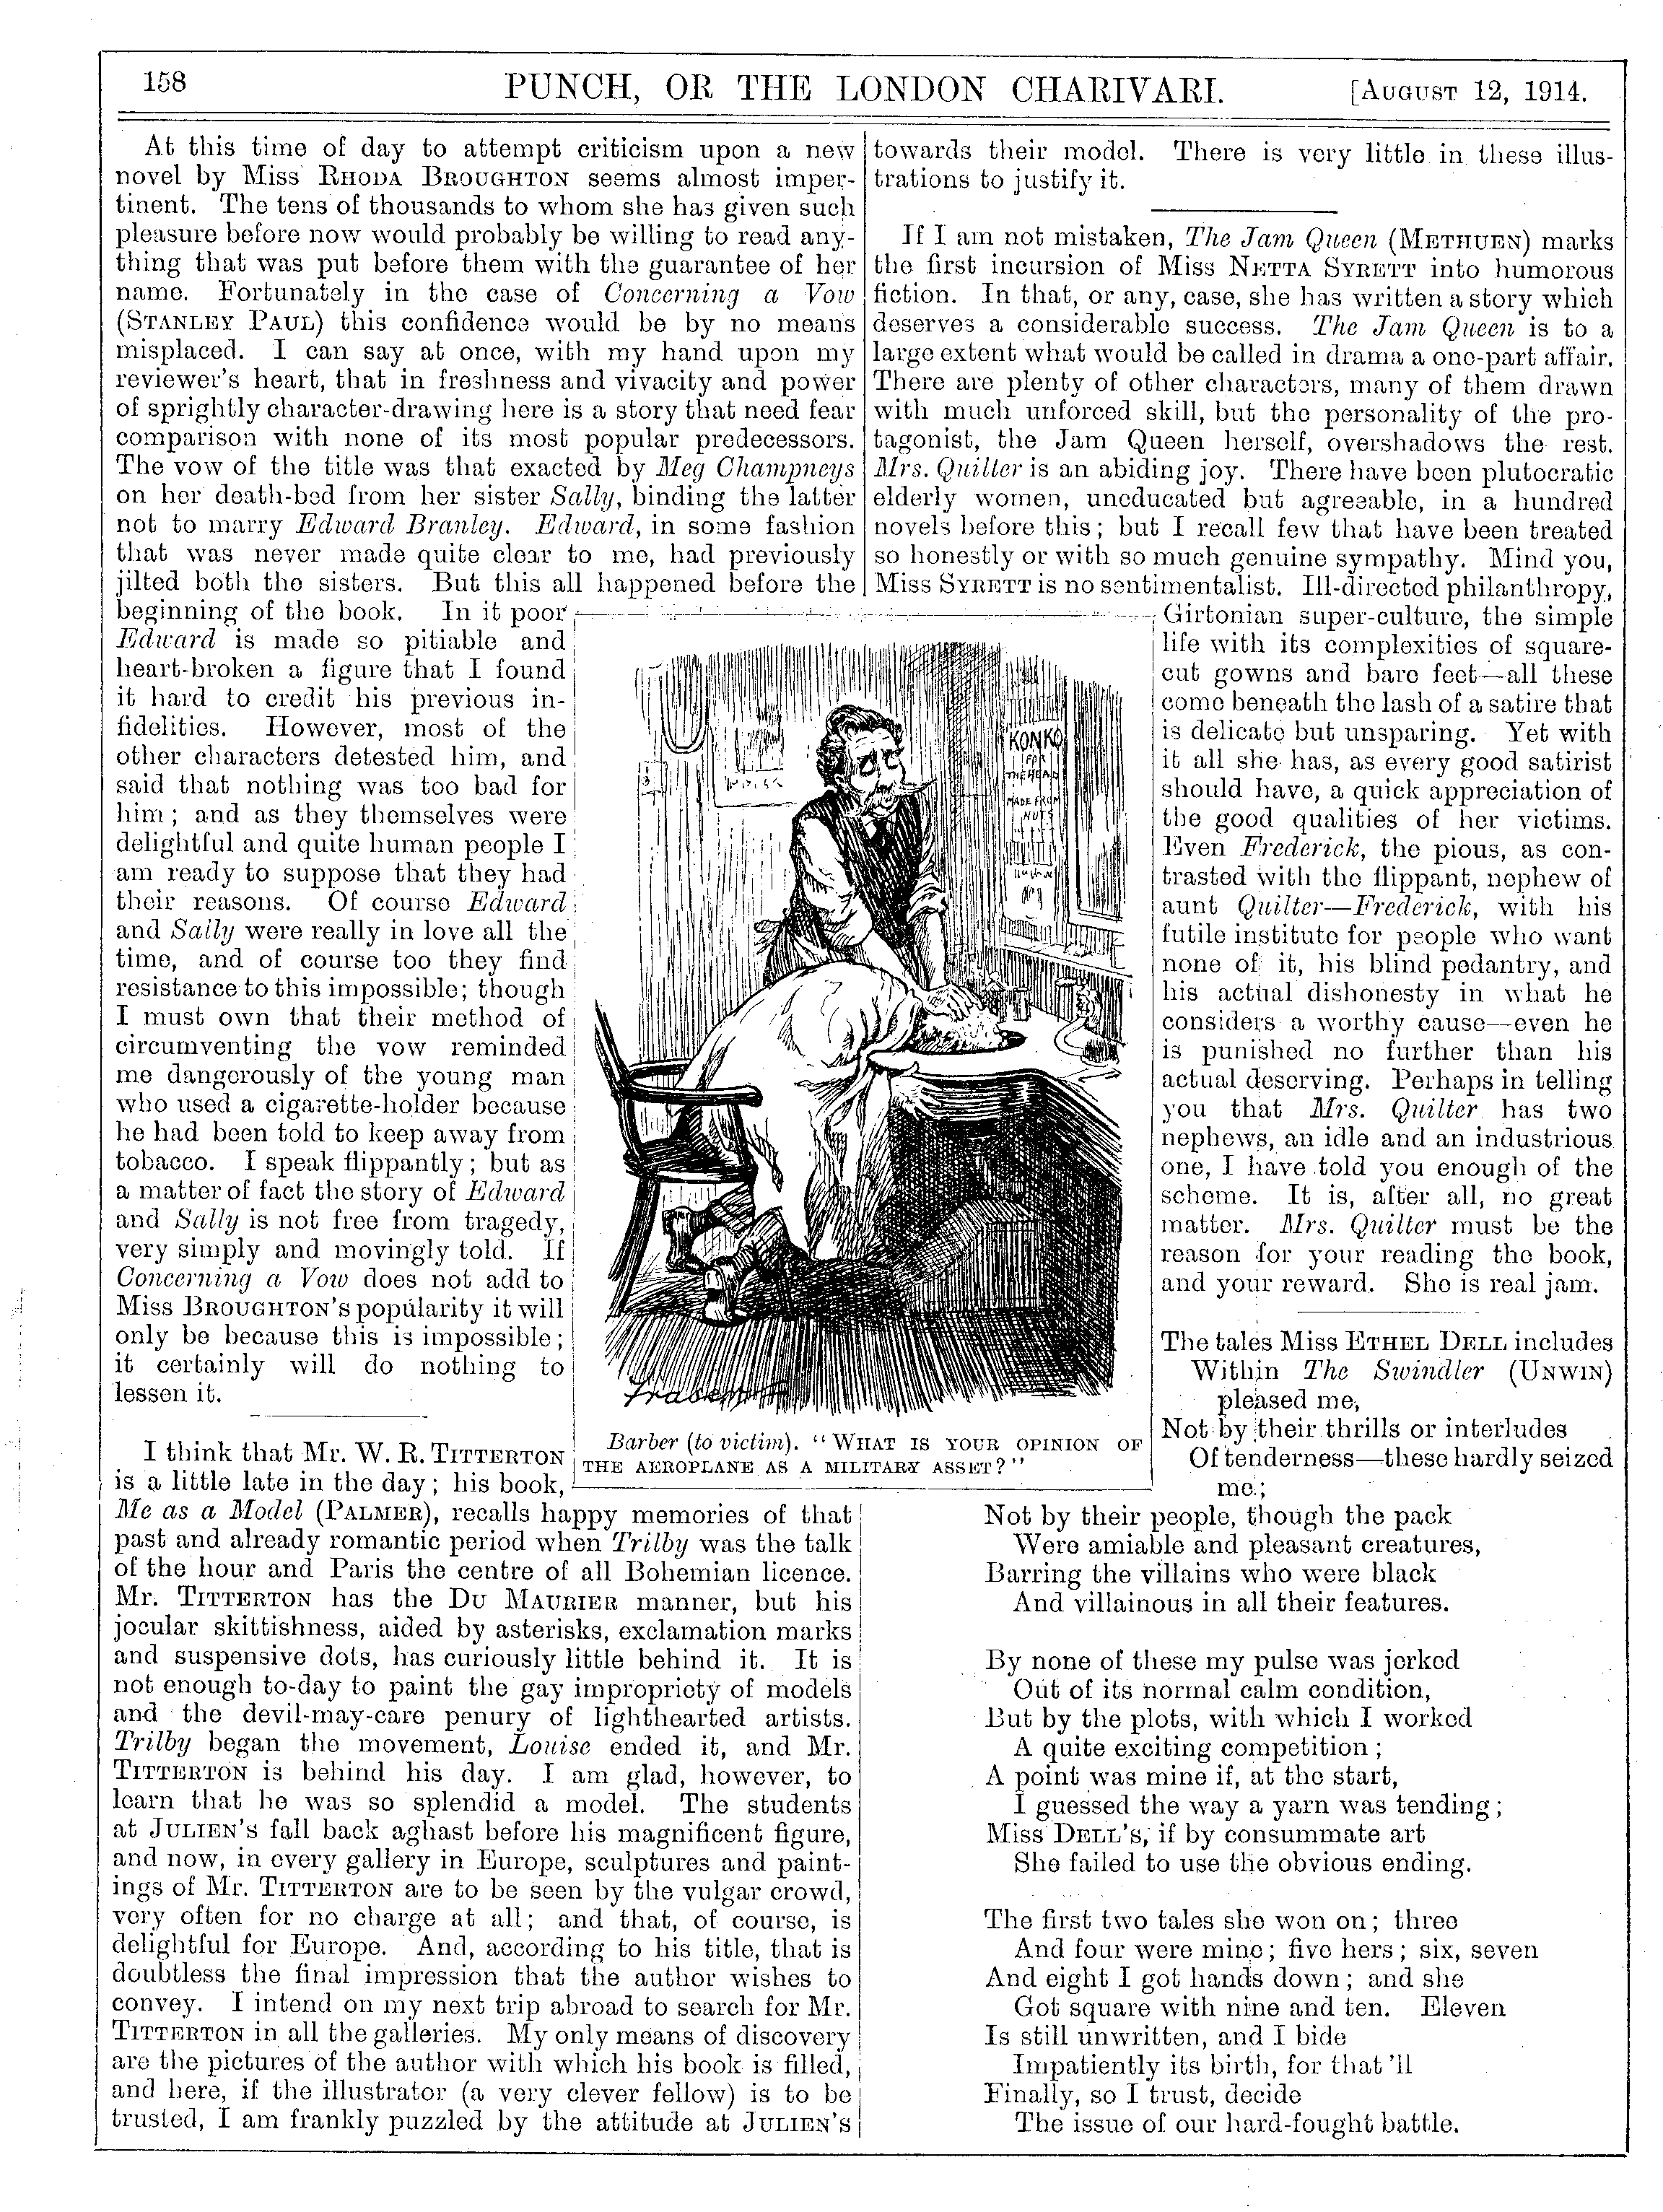 158
PUNCH, OR THE LONDON CHARIVARI.
[AUGUST 12, 1914.
At this time of day to attempt criticism upon a new
novel by Miss RHODA BROUGHTON seems almost imper-
tinent. The tens of thousands to whom she has given such
pleasure before now would probably be willing to read any-
thing that was put before them with the guarantee of her
name. Fortunately in the case of Concerning a Vow
(STANLEY PAUL) this confidence would be by no means
misplaced. I can say at once, with my hand upon my
reviewer's heart, that in freshness and vivacity and power
of sprightly character-drawing here is a story that need fear
comparison with none of its most popular predecessors.
The vow of the title was that exacted by Meg Champneys
on her death-bed from her sister Sally, binding the latter
not to marry Edward Branley. Edward, in some fashion
that was never made quite clear to me, had previously
jilted both the sisters. But this all happened before the
beginning of the book. In it poor
Edward is made so pitiable and
heart-broken a figure that I found
it hard to credit his previous in-
fidelities. However, most of the
other characters detested him, and
said that nothing was too bad for
him; and as they themselves were
delightful and quite human people I
am ready to suppose that they had
their reasons. Of course Edward
and Sally were really in love all the
time, and of course too they find
resistance to this impossible; though
I must own that their method of
circumventing the vow reminded
me dangerously of the young man
who used a cigarette-holder because
he had been told to keep away from
tobacco. I speak flippantly; but as
a matter of fact the story of Edward
and Sally is not free from tragedy,
very simply and movingly told. If
Concerning a Vow does not add to
Miss BROUGHTON'S popularity it will
only be because this is impossible;
it certainly will do nothing to
lessen it.
I think that Mr. W. R. TITTERTON
is a little late in the day; his book,
Me as a Model (PALMER), recalls happy memories of that
past and already romantic period when Trilby was the talk
of the hour and Paris the centre of all Bohemian licence.
Mr. TITTERTON has the DU MAURIER manner, but his
jocular skittishness, aided by asterisks, exclamation marks
and suspensive dots, has curiously little behind it. It is
not enough to-day to paint the gay impropriety of models
and the devil-may-care penury of lighthearted artists.
Trilby began the movement, Louise ended it, and Mr.
TITTERTON is behind his day. I am glad, however, to
learn that he was so splendid a model. The students
at JULIEN'S fall back aghast before his magnificent figure,
and now, in every gallery in Europe, sculptures and paint-
ings of Mr. TITTERTON are to be seen by the vulgar crowd,
very often for no charge at all; and that, of course, is
delightful for Europe. And, according to his title, that is
doubtless the final impression that the author wishes to
convey. I intend on my next trip abroad to search for Mr.
TITTERTON in all the galleries. My only means of discovery
are the pictures of the author with which his book is filled,
and here, if the illustrator (a very clever fellow) is to be
trusted, I am frankly puzzled by the attitude at JULIEN'S
towards their model. There is very little in these illus-
trations to justify it.
If I am not mistaken, The Jam Queen (METHUEN) marks
the first incursion of Miss NETTA SYRETT into humorous
fiction. In that, or any, case, she has written a story which
deserves a considerable success. The Jam Queen is to a
large extent what would be called in drama a one-part affair.
There are plenty of other characters, many of them drawn
with much unforced skill, but the personality of the pro-
tagonist, the Jam Queen herself, overshadows the rest.
Mrs. Quilter is an abiding joy. There have been plutocratic
elderly women, uneducated but agreeable, in a hundred
novels before this; but I recall few that have been treated
so honestly or with so much genuine sympathy. Mind you,
Miss SYRETT is no sentimentalist. Ill-directed philanthropy,
Girtonian super-culture, the simple
life with its complexities of square-
cut gowns and bare feet—all these
come beneath the lash of a satire that
is delicate but unsparing. Yet with
it all she has, as every good satirist
should have, a quick appreciation of
the good qualities of her victims.
Even Frederick, the pious, as con-
trasted with the flippant, nephew of
aunt Quilter—Frederick, with his
futile institute for people who want
none of it, his blind pedantry, and
his actual dishonesty in what he
considers a worthy cause—even he
is punished no further than his
actual deserving. Perhaps in telling
you that Mrs. Quilter has two
nephews, an idle and an industrious
one, I have told you enough of the
scheme. It is, after all, no great
matter. Mrs. Quilter must be the
reason for your reading the book,
and your reward. She is real jam.
KONKO
FOR
THE HEAD
MADE FROM
NUTS
Fraser
Barber (to victim). "WHAT IS YOUR OPINION OF
THE AEROPLANE AS A MILITARY ASSET?"
The tales Miss ETHEL DELL includes
Within The Swindler (UNWIN)
pleased me,
Not by their thrills or interludes
Of tenderness—these hardly seized
me;
Not by their people, though the pack
Were amiable and pleasant creatures,
Barring the villains who were black
And villainous in all their features.
By none of these my pulse was jerked
Out of its normal calm condition,
But by the plots, with which I worked
A quite exciting competition;
A point was mine if, at the start,
I guessed the way a yarn was tending;
Miss DELL'S, if by consummate art
She failed to use the obvious ending.
The first two tales she won on; three
And four were mine; five hers; six, seven
And eight I got hands down; and she
Got square with nine and ten. Eleven
Is still unwritten, and I bide
Impatiently its birth, for that 'll
Finally, so I trust, decide
The issue of our hard-fought battle.